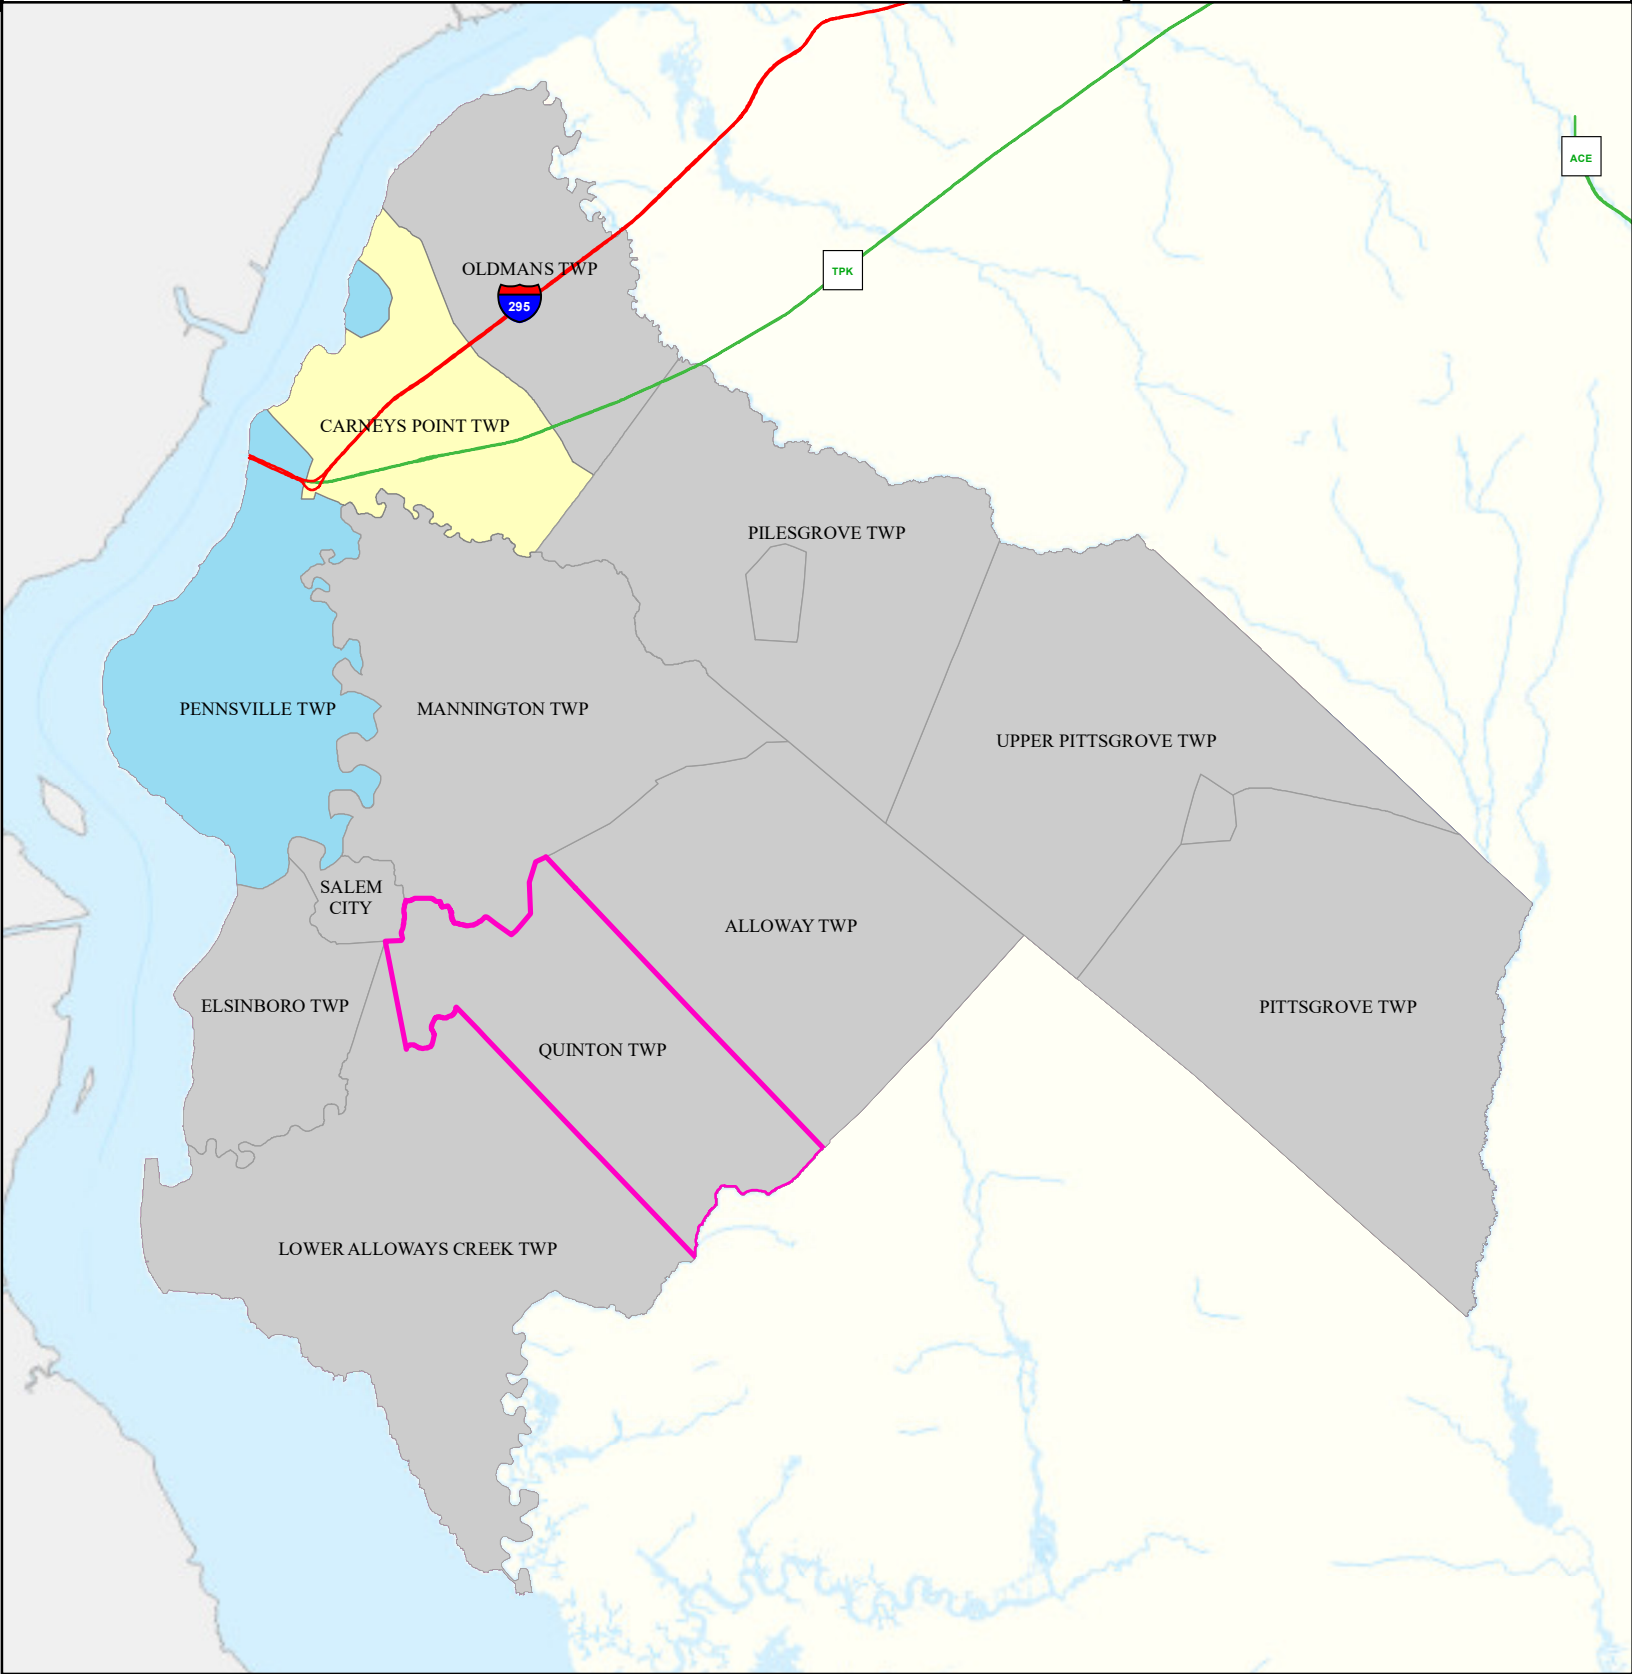 ACE
OLDMANS TWP
TPK
295
CARNEYS POINT TWP
PILESGROVE TWP
PENNSVILLE TWP
MANNINGTON TWP
UPPER PITTSGROVE TWP
SALEM
CITY
ALLOWAY TWP
ELSINBORO TWP
PITTSGROVE TWP
QUINTON TWP
LOWER ALLOWAYS CREEK TWP